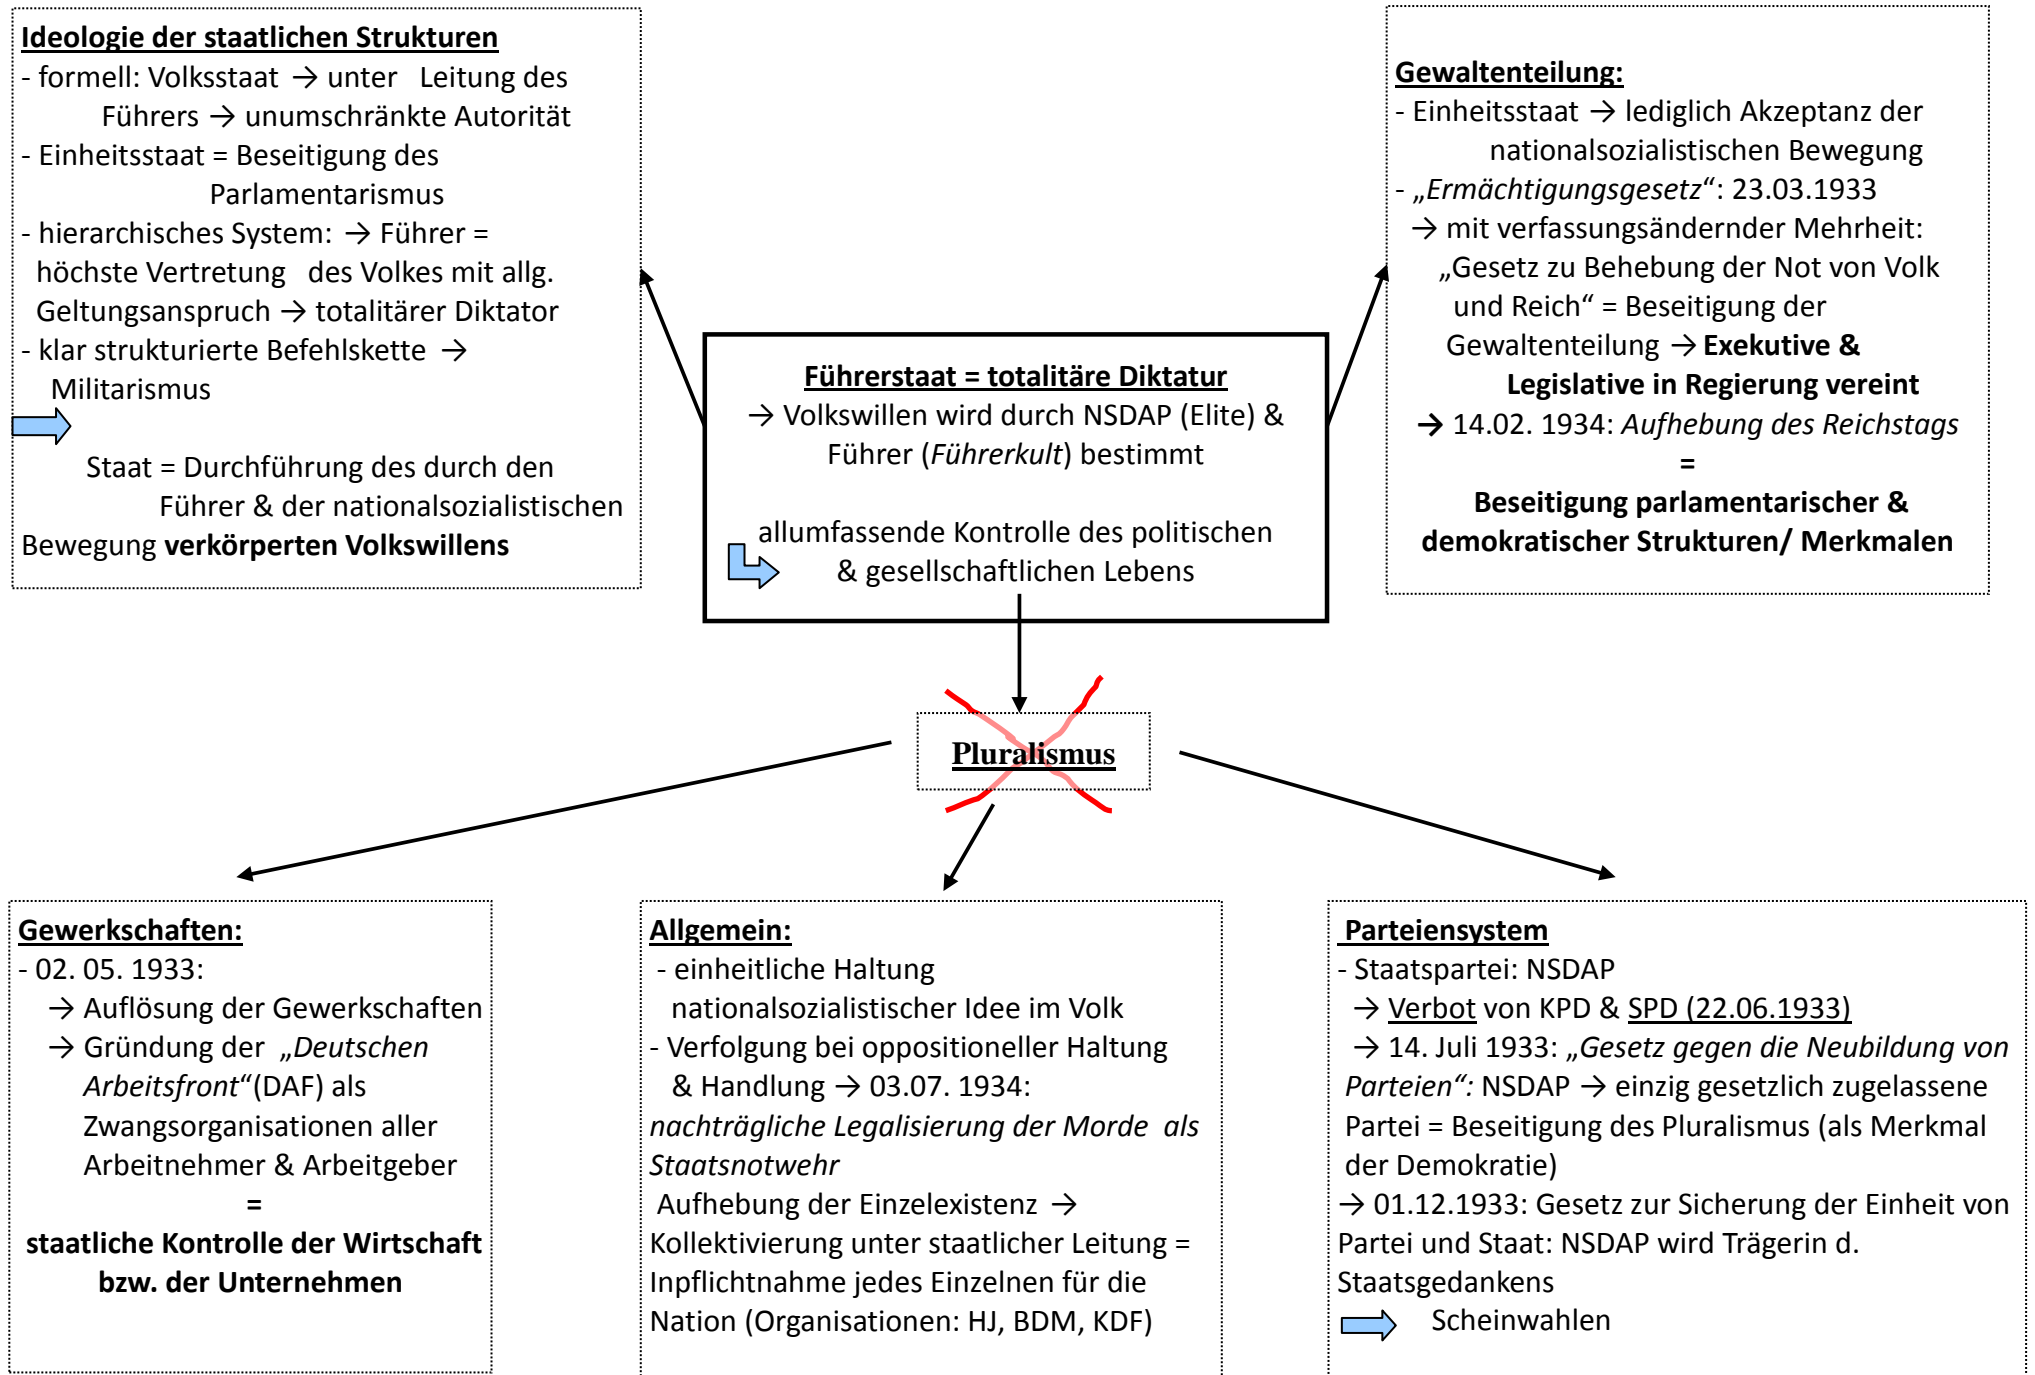 Ideologie der staatlichen Strukturen
- formell: Volksstaat → unter Leitung des
Führers → unumschränkte Autorität
- Einheitsstaat = Beseitigung des
Parlamentarismus
- hierarchisches System: → Führer =
höchste Vertretung des Volkes mit allg.
Geltungsanspruch → totalitärer Diktator
- klar strukturierte Befehlskette →
Militarismus
Staat = Durchführung des durch den
Führer & der nationalsozialistischen
Bewegung verkörperten Volkswillens
Führerstaat = totalitäre Diktatur
→ Volkswillen wird durch NSDAP (Elite) &
Führer (Führerkult) bestimmt
allumfassende Kontrolle des politischen
& gesellschaftlichen Lebens
Gewaltenteilung:
- Einheitsstaat → lediglich Akzeptanz der
nationalsozialistischen Bewegung
- „Ermächtigungsgesetz“: 23.03.1933
→ mit verfassungsändernder Mehrheit:
„Gesetz zu Behebung der Not von Volk
und Reich“ = Beseitigung der
Gewaltenteilung → Exekutive &
Legislative in Regierung vereint
→ 14.02. 1934: Aufhebung des Reichstags
=
Beseitigung parlamentarischer &
demokratischer Strukturen/ Merkmalen
Pluralismus
Gewerkschaften:
- 02. 05. 1933:
→ Auflösung der Gewerkschaften
→ Gründung der „Deutschen
Arbeitsfront“(DAF) als
Zwangsorganisationen aller
Arbeitnehmer & Arbeitgeber
=
staatliche Kontrolle der Wirtschaft
bzw. der Unternehmen
Allgemein:
- einheitliche Haltung
nationalsozialistischer Idee im Volk
- Verfolgung bei oppositioneller Haltung
& Handlung → 03.07. 1934:
nachträgliche Legalisierung der Morde als
Staatsnotwehr
Aufhebung der Einzelexistenz →
Kollektivierung unter staatlicher Leitung =
Inpflichtnahme jedes Einzelnen für die
Nation (Organisationen: HJ, BDM, KDF)
Parteiensystem
- Staatspartei: NSDAP
→ Verbot von KPD & SPD (22.06.1933)
→ 14. Juli 1933: „Gesetz gegen die Neubildung von
Parteien“: NSDAP → einzig gesetzlich zugelassene
Partei = Beseitigung des Pluralismus (als Merkmal
der Demokratie)
→ 01.12.1933: Gesetz zur Sicherung der Einheit von
Partei und Staat: NSDAP wird Trägerin d.
Staatsgedankens
Scheinwahlen